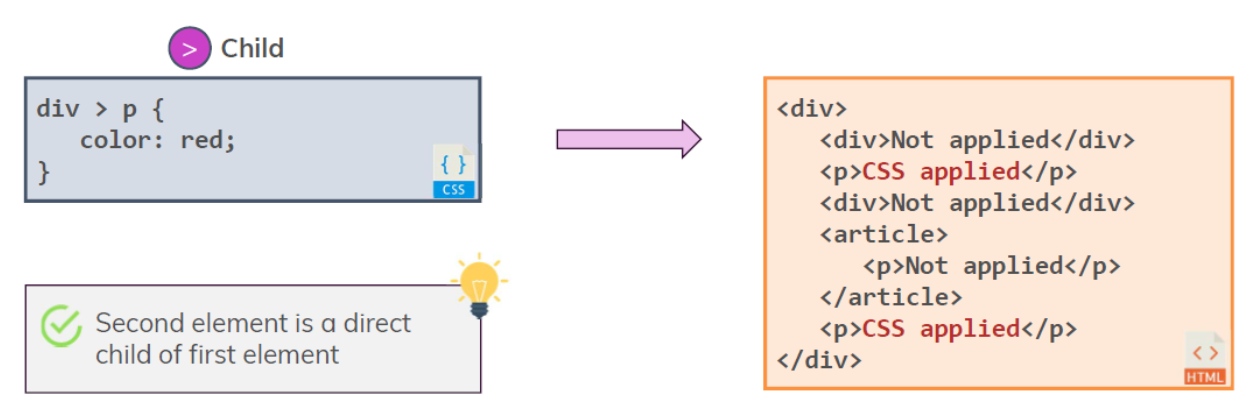 > Child
div > p {
   color: red;
}
{ }
CSS
Second element is a direct
child of first element
<div>
   <div>Not applied</div>
   <p>CSS applied</p>
   <div>Not applied</div>
   <article>
      <p>Not applied</p>
   </article>
   <p>CSS applied</p>
</div>
<>
HTML